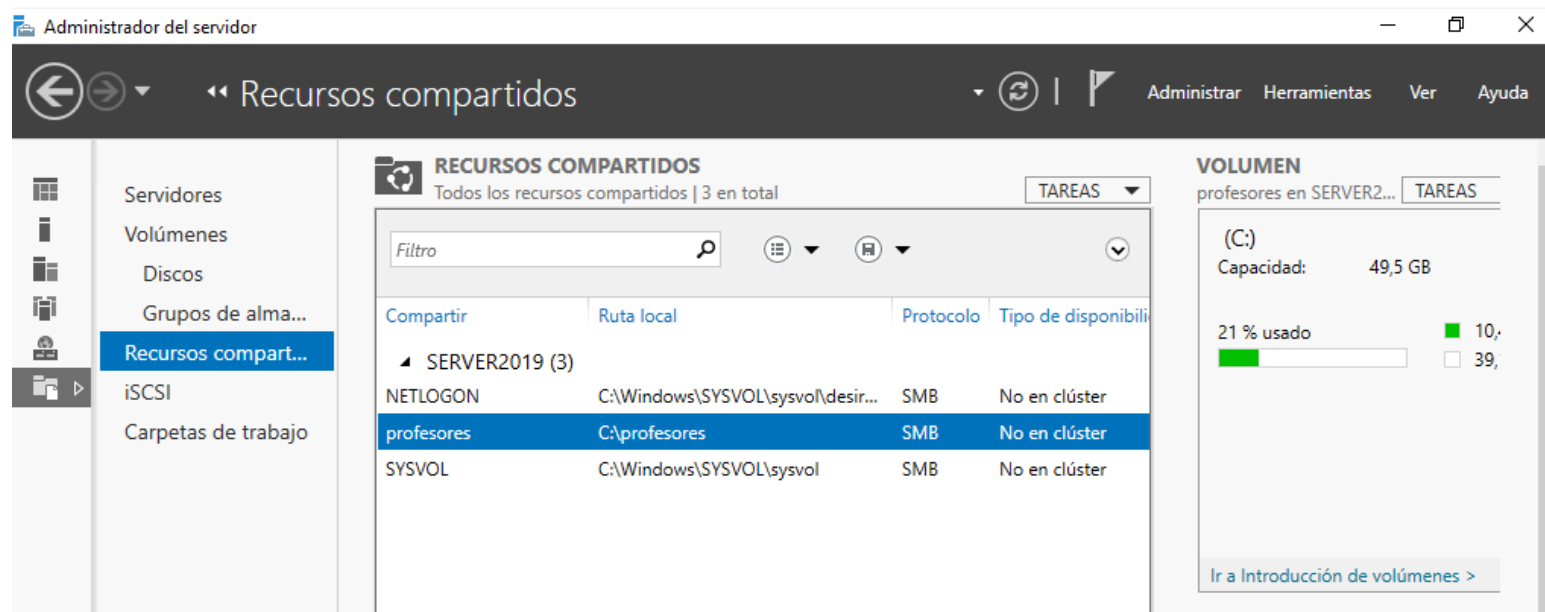 Administrador del servidor
Recursos compartidos
Administrar Herramientas Ver Ayuda
Servidores
Volúmenes
Discos
Grupos de alma...
Recursos compart...
iSCSI
Carpetas de trabajo
RECURSOS COMPARTIDOS
Todos los recursos compartidos | 3 en total
TAREAS
Filtro
Compartir Ruta local Protocolo Tipo de disponibili
SERVER2019 (3)
NETLOGON C:\Windows\SYSVOL\sysvol\desir... SMB No en clúster
profesores C:\profesores SMB No en clúster
SYSVOL C:\Windows\SYSVOL\sysvol SMB No en clúster
VOLUMEN
profesores en SERVER2... TAREAS
(C:)
Capacidad: 49,5 GB
21 % usado 10,
39,
Ir a Introducción de volúmenes >